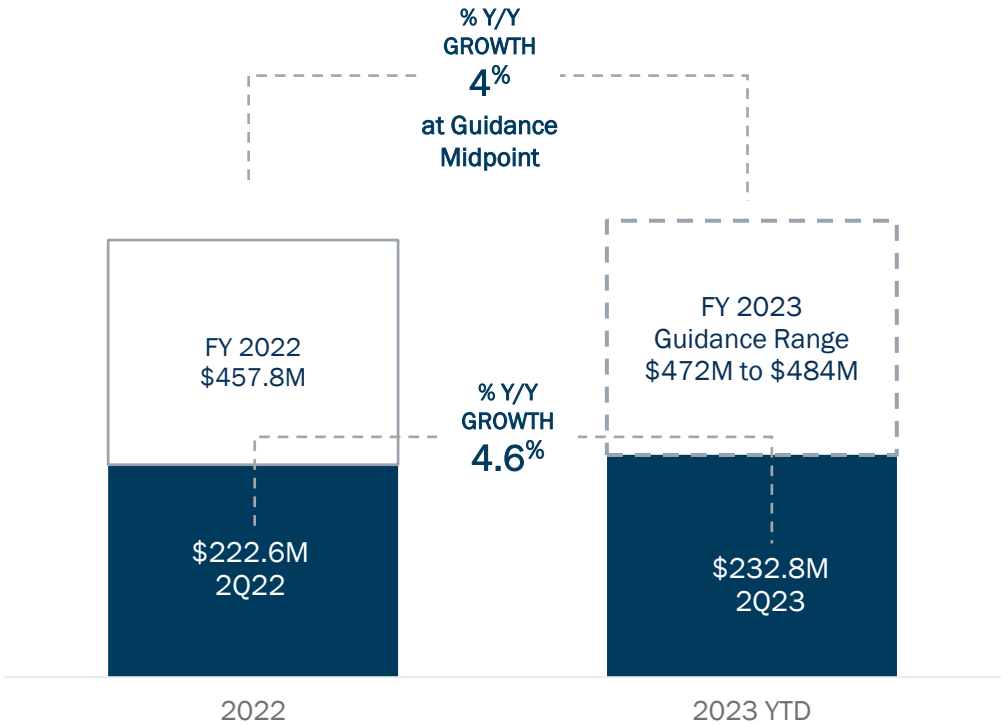 % Y/Y
GROWTH
4%
at Guidance
Midpoint
FY 2022
$457.8M
FY 2023
Guidance Range
$472M to $484M
% Y/Y
GROWTH
4.6%
$222.6M
2Q22
$232.8M
2Q23
2022
2023 YTD